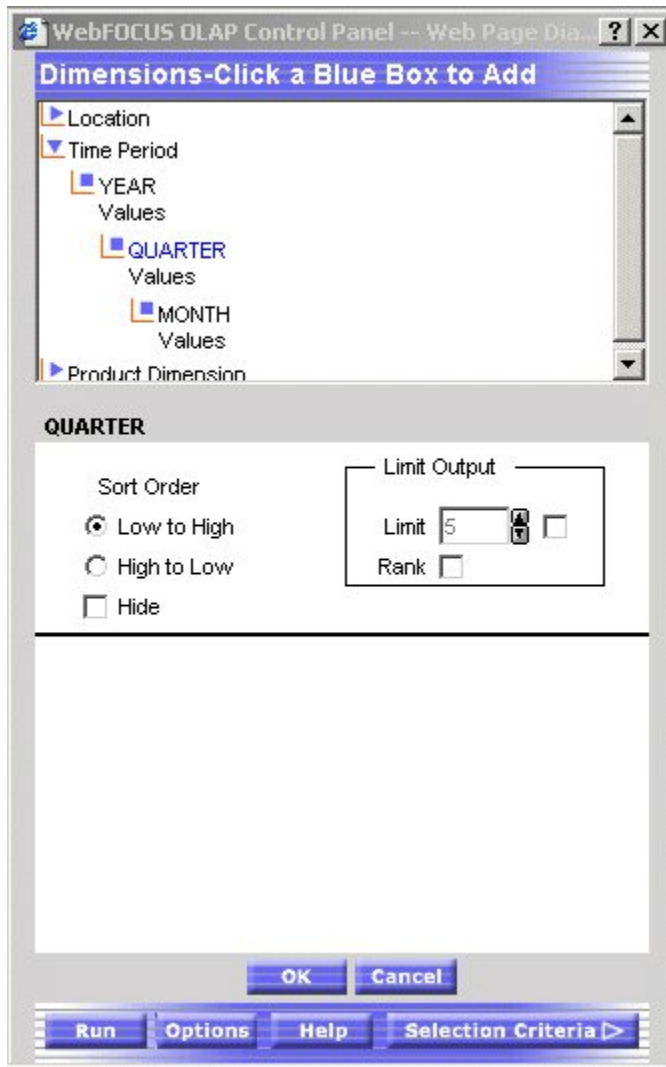 WebFOCUS OLAP Control Panel -- Web Page Dia...
Dimensions-Click a Blue Box to Add
Location
Time Period
YEAR
Values
QUARTER
Values
MONTH
Values
Product Dimension
QUARTER
Sort Order
Low to High
High to Low
Hide
Limit Output
Limit 5
Rank
OK Cancel
Run Options Help Selection Criteria